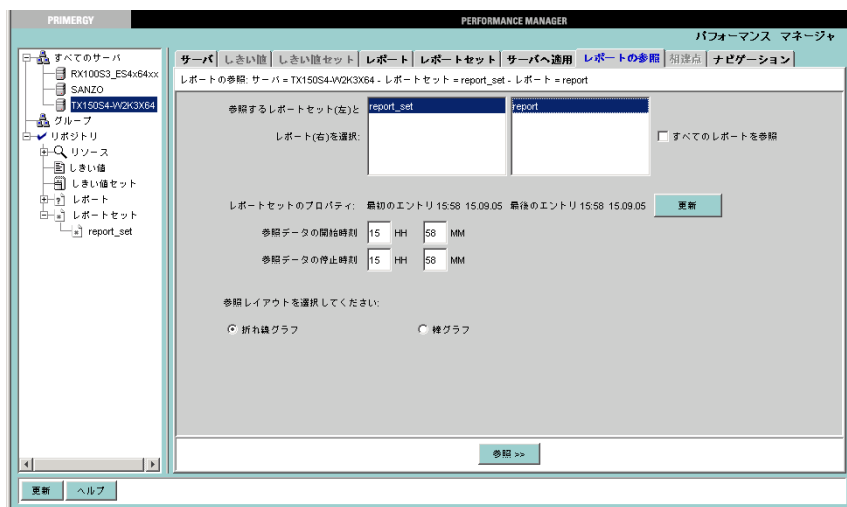 PRIMERGY
PERFORMANCE MANAGER
パフォーマンス マネージャ
すべてのサーバ
RX100S3_ES4x64xx
SANZO
TX150S4-W2K3X64
グループ
リポジトリ
リソース
しきい値
しきい値セット
レポート
レポートセット
report_set
サーバ しきい値 しきい値セット レポート レポートセット サーバへ適用 レポートの参照 相違点 ナビゲーション
レポートの参照: サーバ = TX150S4-W2K3X64 - レポートセット = report_set - レポート = report
参照するレポートセット(左)と report_set report
レポート(右)を選択: すべてのレポートを参照
レポートセットのプロパティ: 最初のエントリ 15:58 15.09.05 最後のエントリ 15:58 15.09.05 更新
参照データの開始時刻 15 HH 58 MM
参照データの停止時刻 15 HH 58 MM
参照レイアウトを選択してください:
折れ線グラフ 棒グラフ
参照 >>
更新 ヘルプ